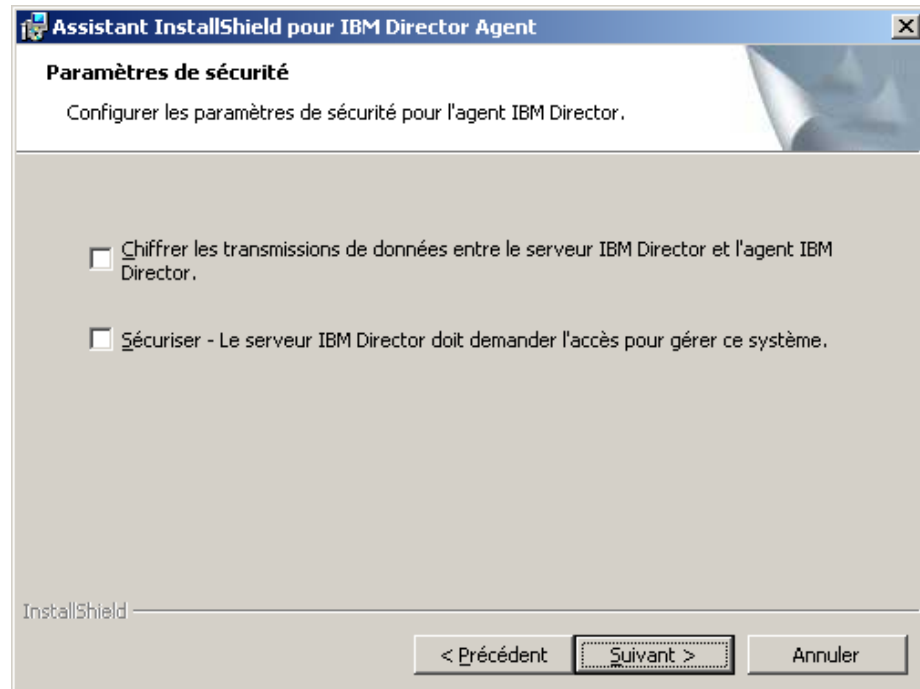 Assistant InstallShield pour IBM Director Agent
Paramètres de sécurité
Configurer les paramètres de sécurité pour l'agent IBM Director.
Chiffrer les transmissions de données entre le serveur IBM Director et l'agent IBM
Director.
Sécuriser - Le serveur IBM Director doit demander l'accès pour gérer ce système.
InstallShield
< Précédent
Suivant >
Annuler